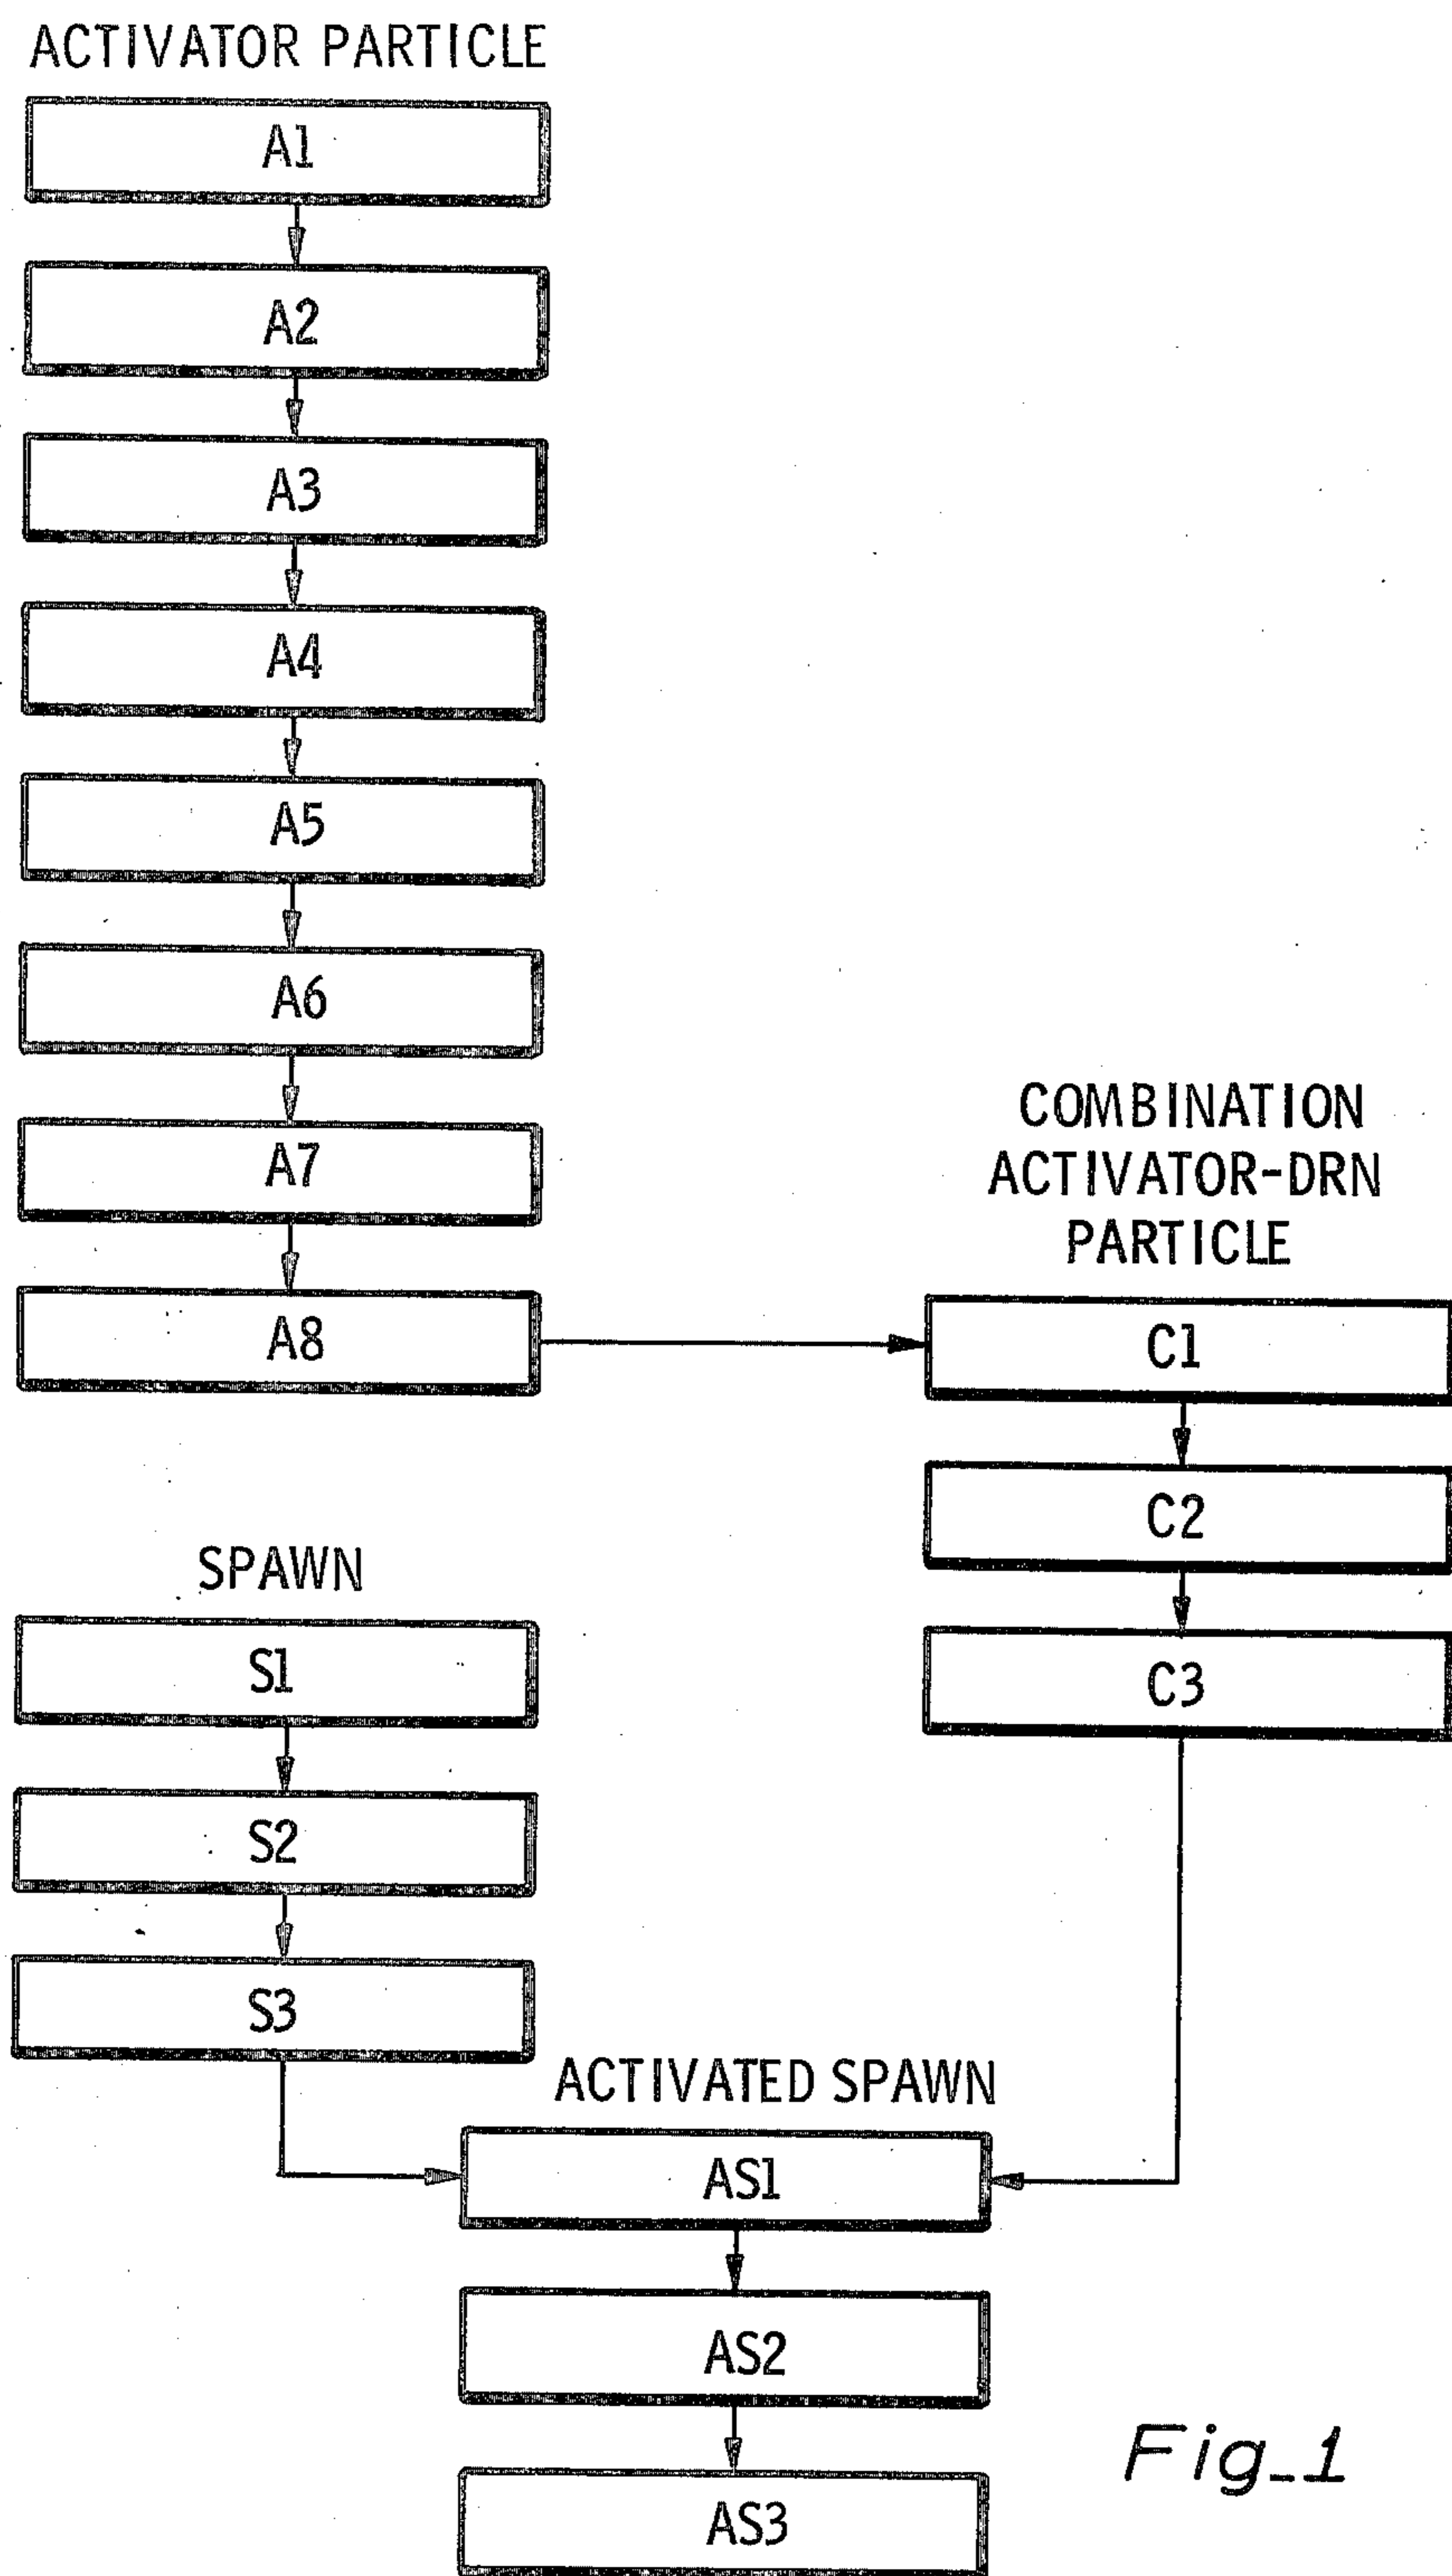 ACTIVATOR PARTICLE
A1
A2
A3
A4
A5
A6
A7
A8
COMBINATION
ACTIVATOR-DRN
PARTICLE
C1
C2
C3
SPAWN
S1
S2
S3
ACTIVATED SPAWN
AS1
AS2
AS3
Fig_1